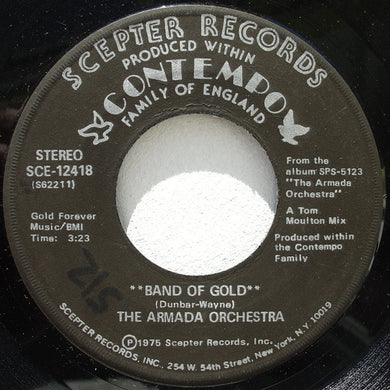 SCEPTER RECORDS
PRODUCED WITHIN
CONTEMPO
FAMILY OF ENGLAND
STEREO
SCE-12418
(S62211)
Gold Forever
Music/BMI
Time: 3:23
From the
album SPS-5123
"The Armada
Orchestra"
A Tom
Moulton Mix
Produced within
the Contempo
Family
**BAND OF GOLD**
(Dunbar-Wayne)
THE ARMADA ORCHESTRA
Ⓟ1975 Scepter Records, Inc.
SCEPTER RECORDS, INC., 254 W. 54th Street, New York, N.Y. 10019